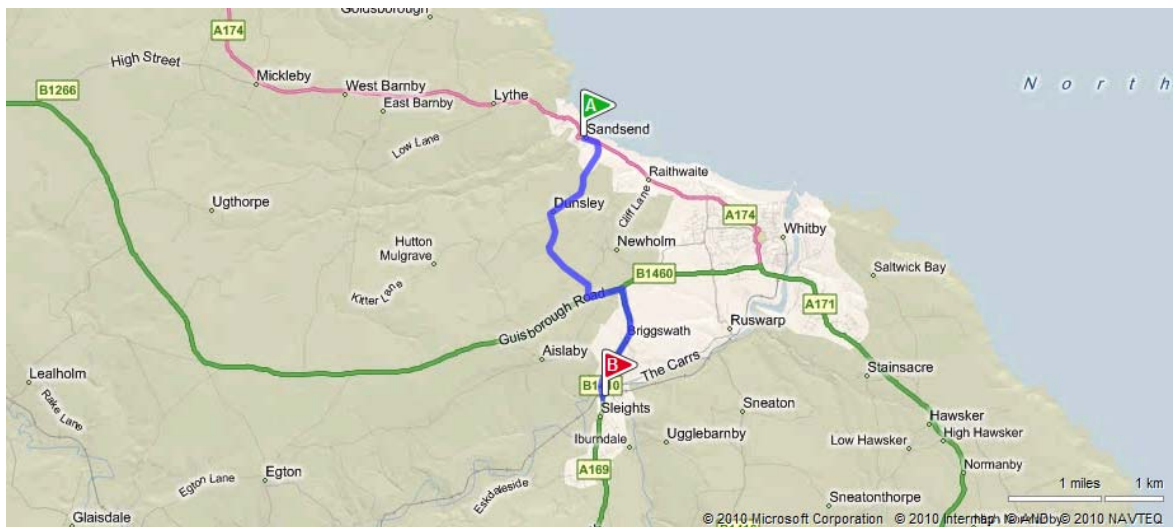 Goldsborough
A174
High Street
Mickleby
B1266
West Barnby
East Barnby
Lythe
A
Sandsend
North
Low Lane
Raithwaite
Ugthorpe
Dunsley
Cliff Lane
A174
Whitby
Hutton
Mulgrave
Newholm
Kitter Lane
B1460
Saltwick Bay
Guisborough Road
A171
Ruswarp
Briggswath
Aislaby
B
The Carrs
Stainsacre
Lealholm
Rake Lane
Sleights
Sneaton
Hawsker
Iburndale
Ugglebarnby
Low Hawsker
High Hawsker
A169
Egton Lane
Egton
Eskdaleside
Normanby
1 miles
1 km
Sneatonthorpe
Glaisdale
© 2010 Microsoft Corporation © 2010 Intermap © AND © 2010 NAVTEQ